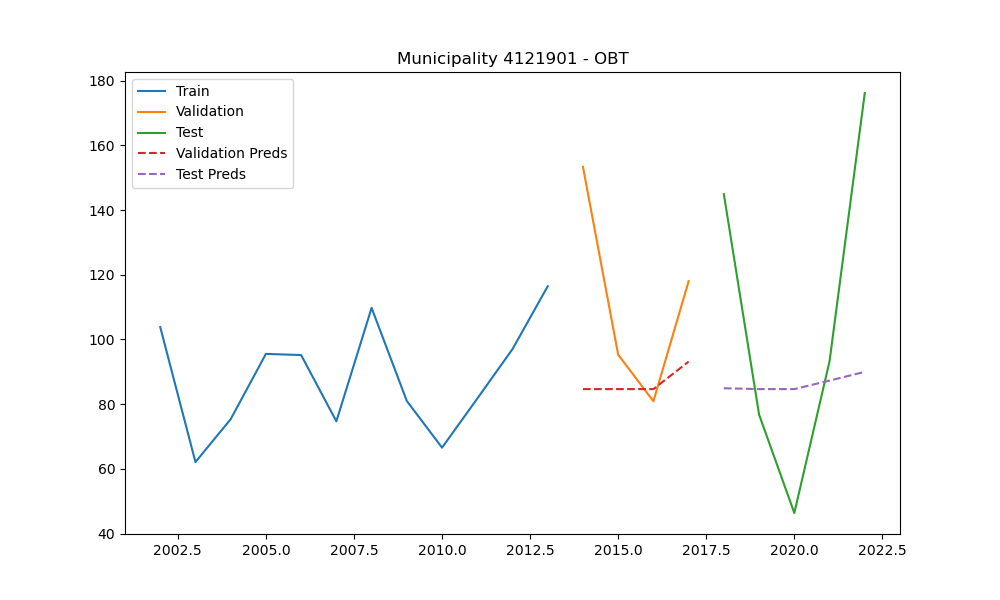 Municipality 4121901 - OBT
Train
Validation
Test
Validation Preds
Test Preds
180
160
140
120
100
80
60
40
2002.5 2005.0 2007.5 2010.0 2012.5 2015.0 2017.5 2020.0 2022.5